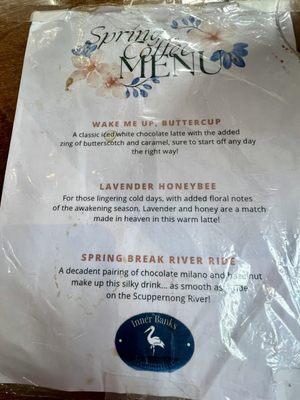 Spring
Coffee
MENU
WAKE ME UP, BUTTERCUP
A classic iced white chocolate latte with the added
zing of butterscotch and caramel, sure to start off any day
the right way!
LAVENDER HONEYBEE
For those lingering cold days, with added floral notes
of the awakening season, Lavender and honey are a match
made in heaven in this warm latte!
SPRING BREAK RIVER RIDE
A decadent pairing of chocolate milano and hazelnut
make up this silky drink... as smooth as a ride
on the Scuppernong River!
Inner Banks